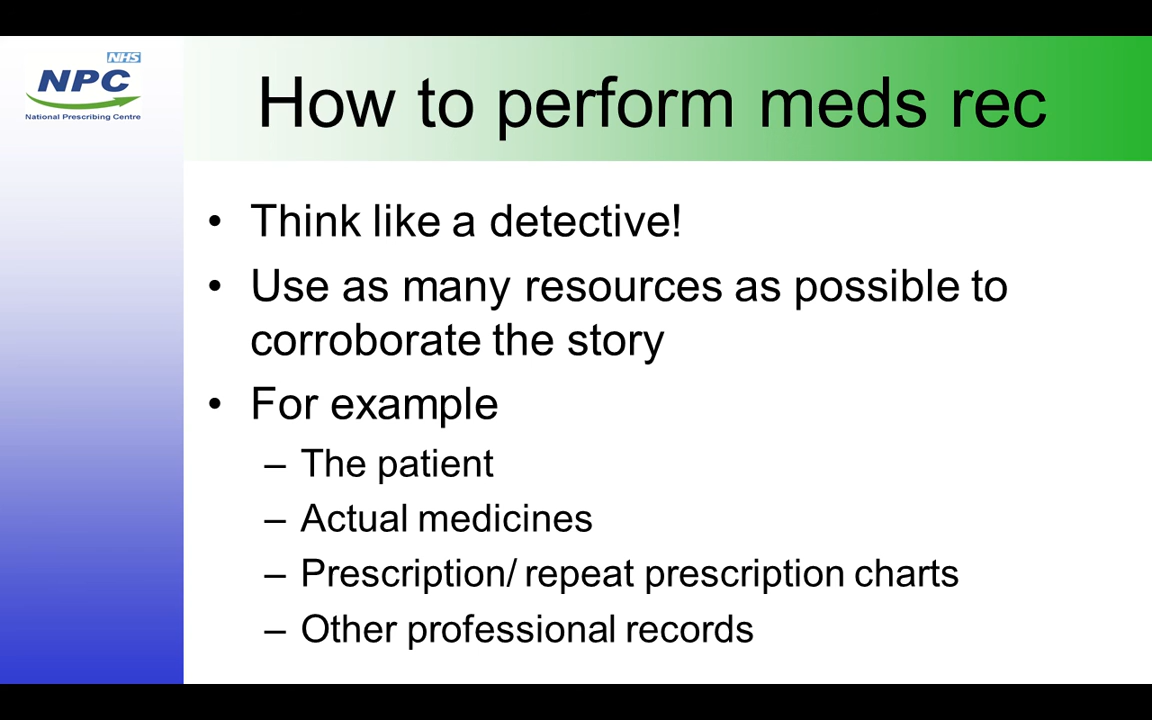 NHS
NPC
National Prescribing Centre
How to perform meds rec
• Think like a detective!
• Use as many resources as possible to
corroborate the story
• For example
– The patient
– Actual medicines
– Prescription/ repeat prescription charts
– Other professional records